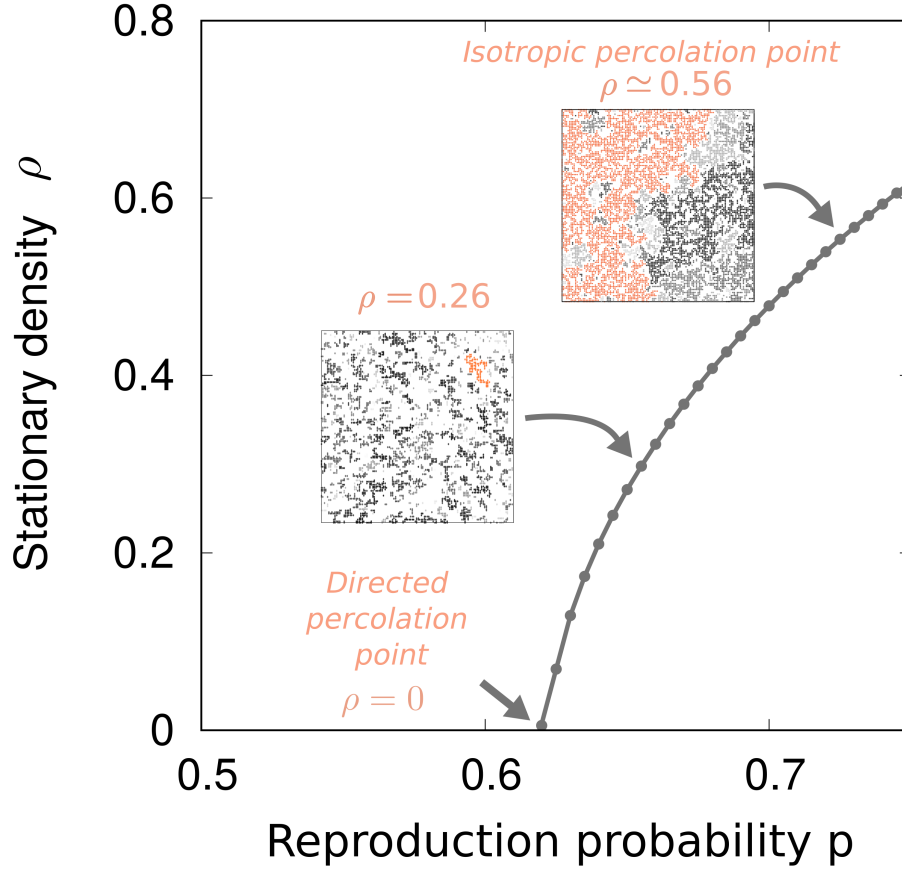 0.8
Isotropic percolation point
ρ ≃ 0.56
0.6
Stationary density ρ
0.4
ρ = 0.26
0.2
Directed
percolation
point
ρ = 0
0
0.5
0.6
0.7
Reproduction probability p